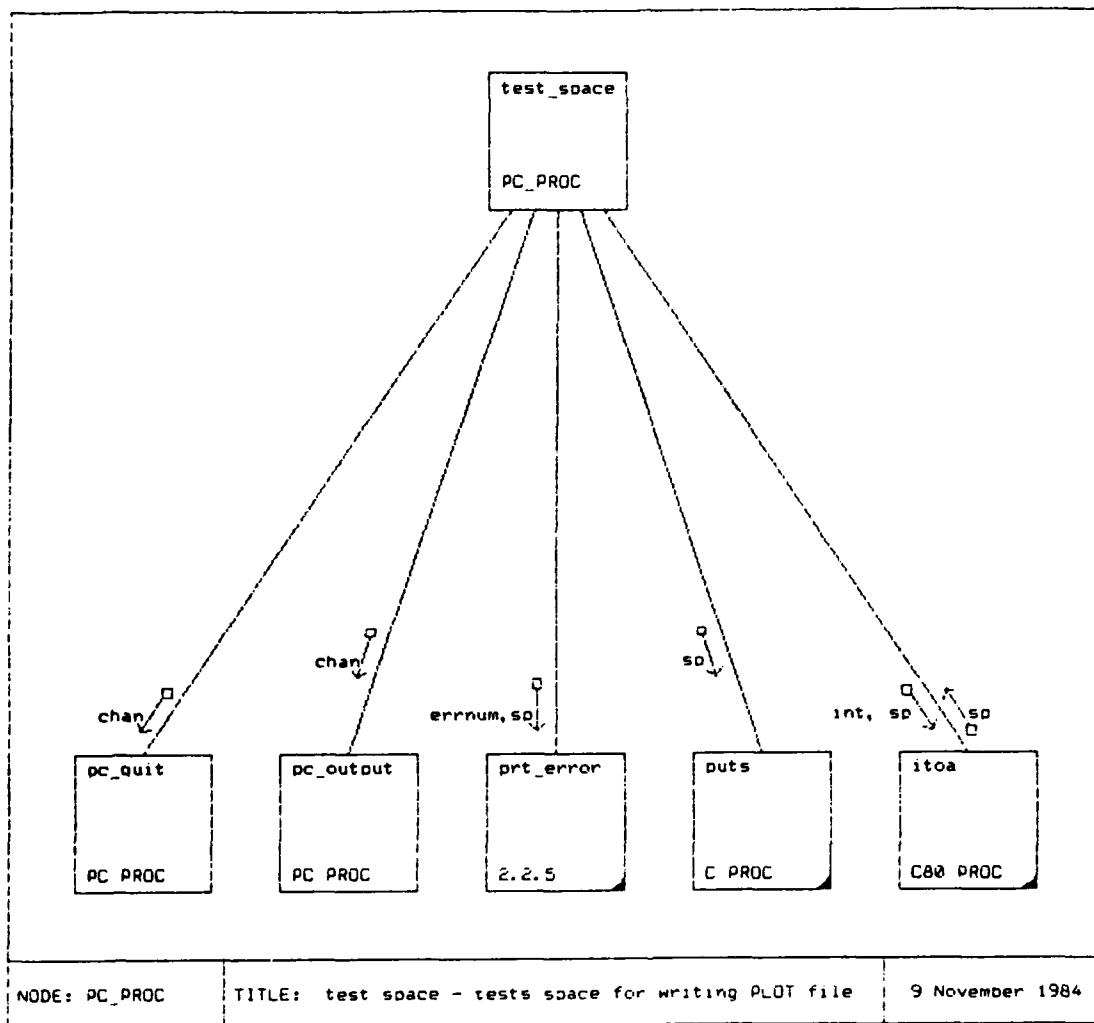 test_space
PC_PROC
chan
sp
chan
errnum, sp
int, sp
sp
pc_quit
pc_output
prt_error
puts
itoa
PC PROC
PC PROC
2.2.5
C PROC
C80 PROC
NODE: PC_PROC
TITLE: test space - tests space for writing PLOT file
9 November 1984